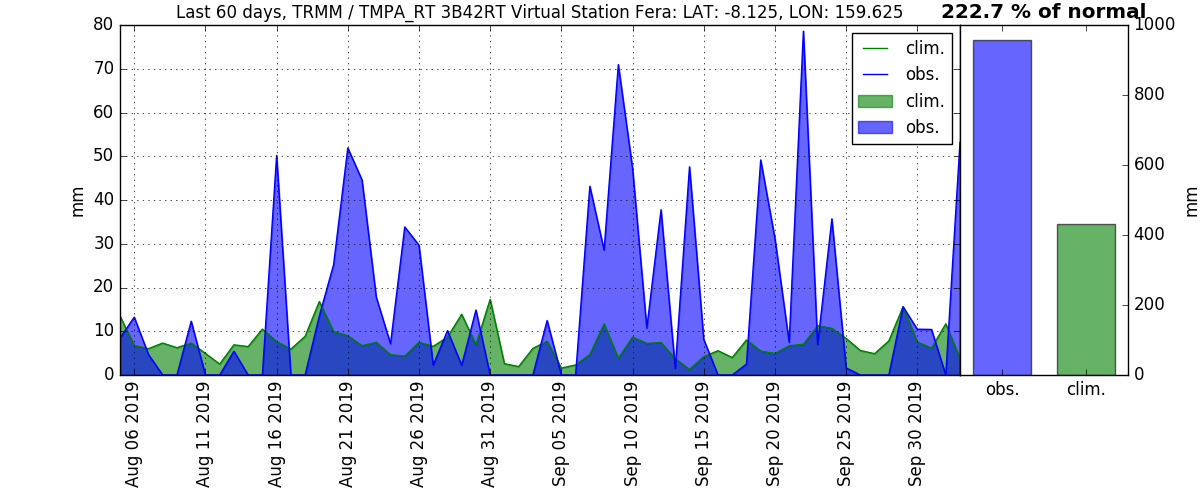 Last 60 days, TRMM / TMPA_RT 3B42RT Virtual Station Fera: LAT: -8.125, LON: 159.625
222.7 % of normal
80
70
60
50
40
30
20
10
0
mm
clim.
obs.
clim.
obs.
1000
800
600
400
200
0
mm
Aug 06 2019
Aug 11 2019
Aug 16 2019
Aug 21 2019
Aug 26 2019
Aug 31 2019
Sep 05 2019
Sep 10 2019
Sep 15 2019
Sep 20 2019
Sep 25 2019
Sep 30 2019
obs.
clim.